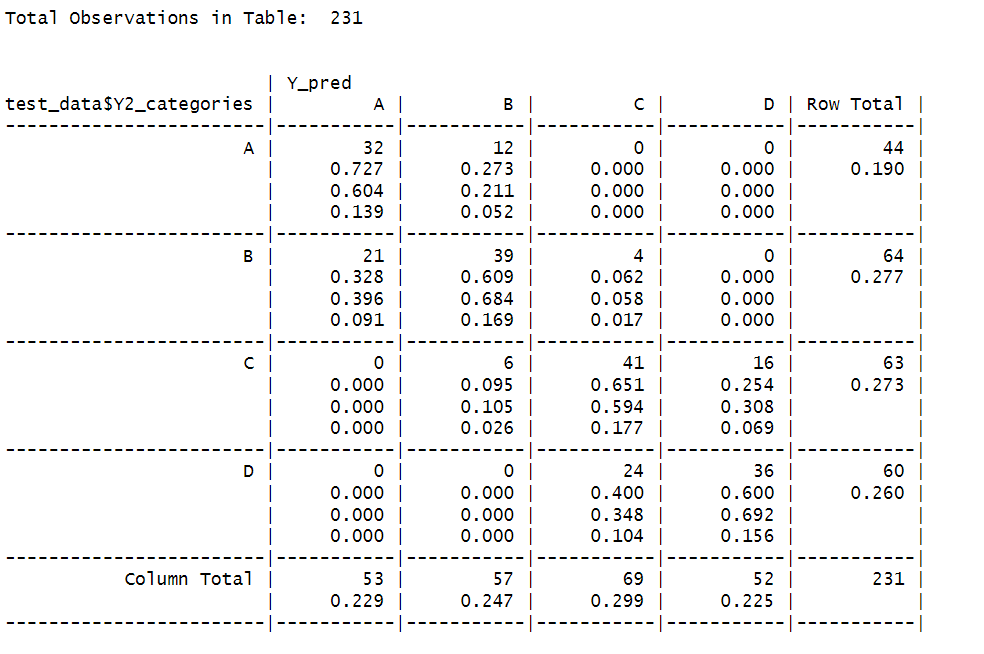 Total Observations in Table:  231
                         | Y_pred
test_data$Y2_categories |         A |         B |         C |         D | Row Total |
------------------------|-----------|-----------|-----------|-----------|-----------|
                      A |        32 |        12 |         0 |         0 |        44 |
                        |     0.727 |     0.273 |     0.000 |     0.000 |     0.190 |
                        |     0.604 |     0.211 |     0.000 |     0.000 |           |
                        |     0.139 |     0.052 |     0.000 |     0.000 |           |
------------------------|-----------|-----------|-----------|-----------|-----------|
                      B |        21 |        39 |         4 |         0 |        64 |
                        |     0.328 |     0.609 |     0.062 |     0.000 |     0.277 |
                        |     0.396 |     0.684 |     0.058 |     0.000 |           |
                        |     0.091 |     0.169 |     0.017 |     0.000 |           |
------------------------|-----------|-----------|-----------|-----------|-----------|
                      C |         0 |         6 |        41 |        16 |        63 |
                        |     0.000 |     0.095 |     0.651 |     0.254 |     0.273 |
                        |     0.000 |     0.105 |     0.594 |     0.308 |           |
                        |     0.000 |     0.026 |     0.177 |     0.069 |           |
------------------------|-----------|-----------|-----------|-----------|-----------|
                      D |         0 |         0 |        24 |        36 |        60 |
                        |     0.000 |     0.000 |     0.400 |     0.600 |     0.260 |
                        |     0.000 |     0.000 |     0.348 |     0.692 |           |
                        |     0.000 |     0.000 |     0.104 |     0.156 |           |
------------------------|-----------|-----------|-----------|-----------|-----------|
           Column Total |        53 |        57 |        69 |        52 |       231 |
                        |     0.229 |     0.247 |     0.299 |     0.225 |           |
------------------------|-----------|-----------|-----------|-----------|-----------|